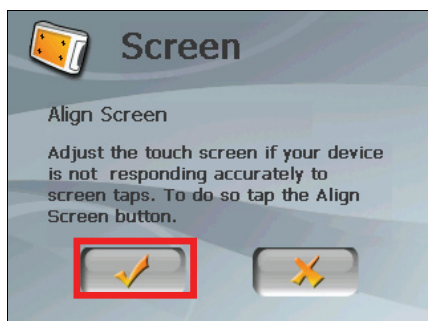 Screen
Align Screen
Adjust the touch screen if your device
is not responding accurately to
screen taps. To do so tap the Align
Screen button.